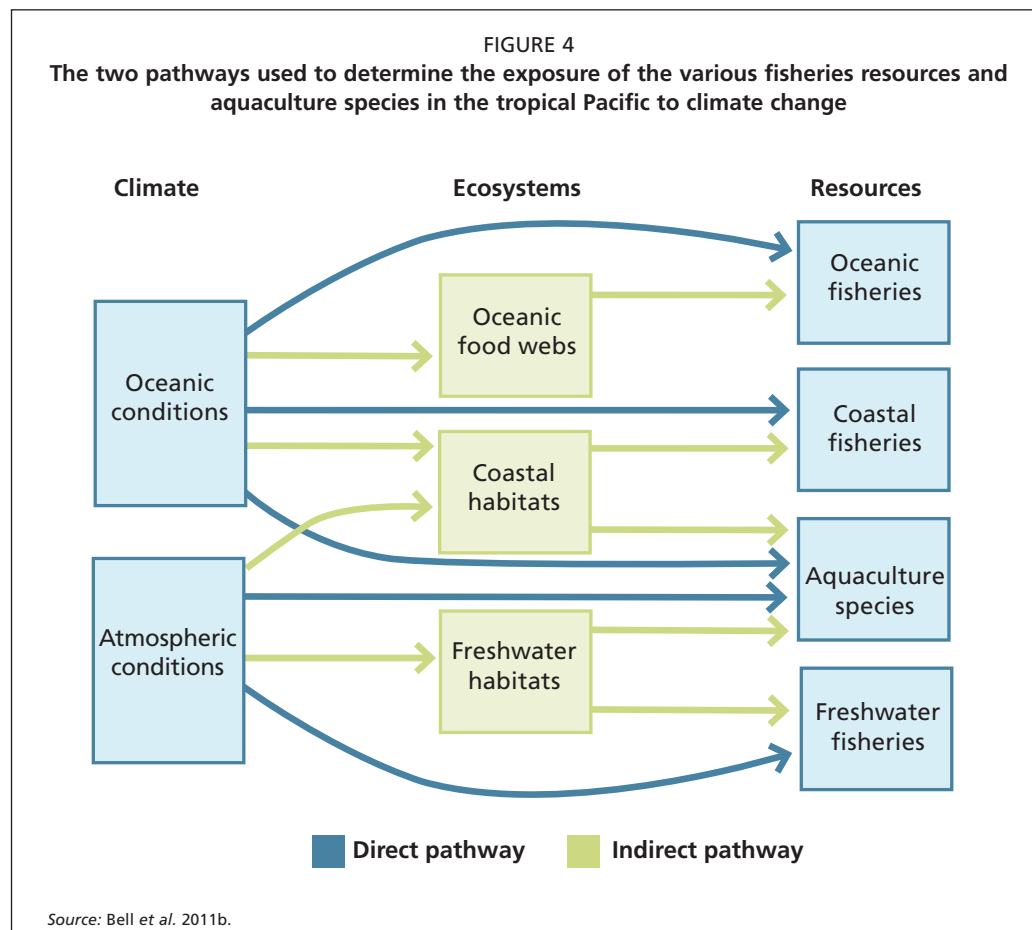 FIGURE 4
The two pathways used to determine the exposure of the various fisheries resources and
aquaculture species in the tropical Pacific to climate change
Climate
Ecosystems
Resources
Oceanic
conditions
Atmospheric
conditions
Oceanic
food webs
Coastal
habitats
Freshwater
habitats
Oceanic
fisheries
Coastal
fisheries
Aquaculture
species
Freshwater
fisheries
Direct pathway
Indirect pathway
Source: Bell et al. 2011b.